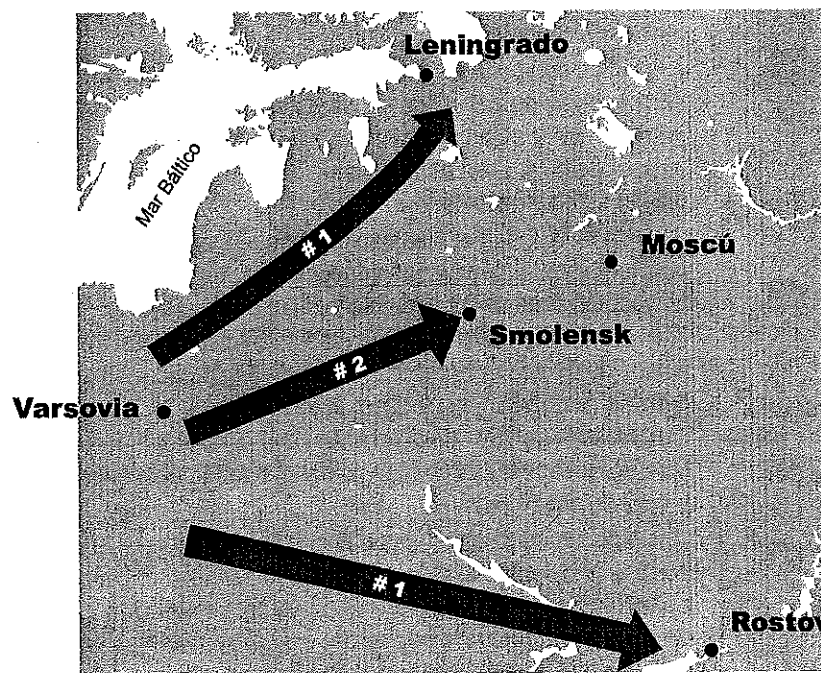 Leningrado
Mar Báltico
# 1
Moscú
Smolensk
# 2
Varsovia
# 1
Rostov